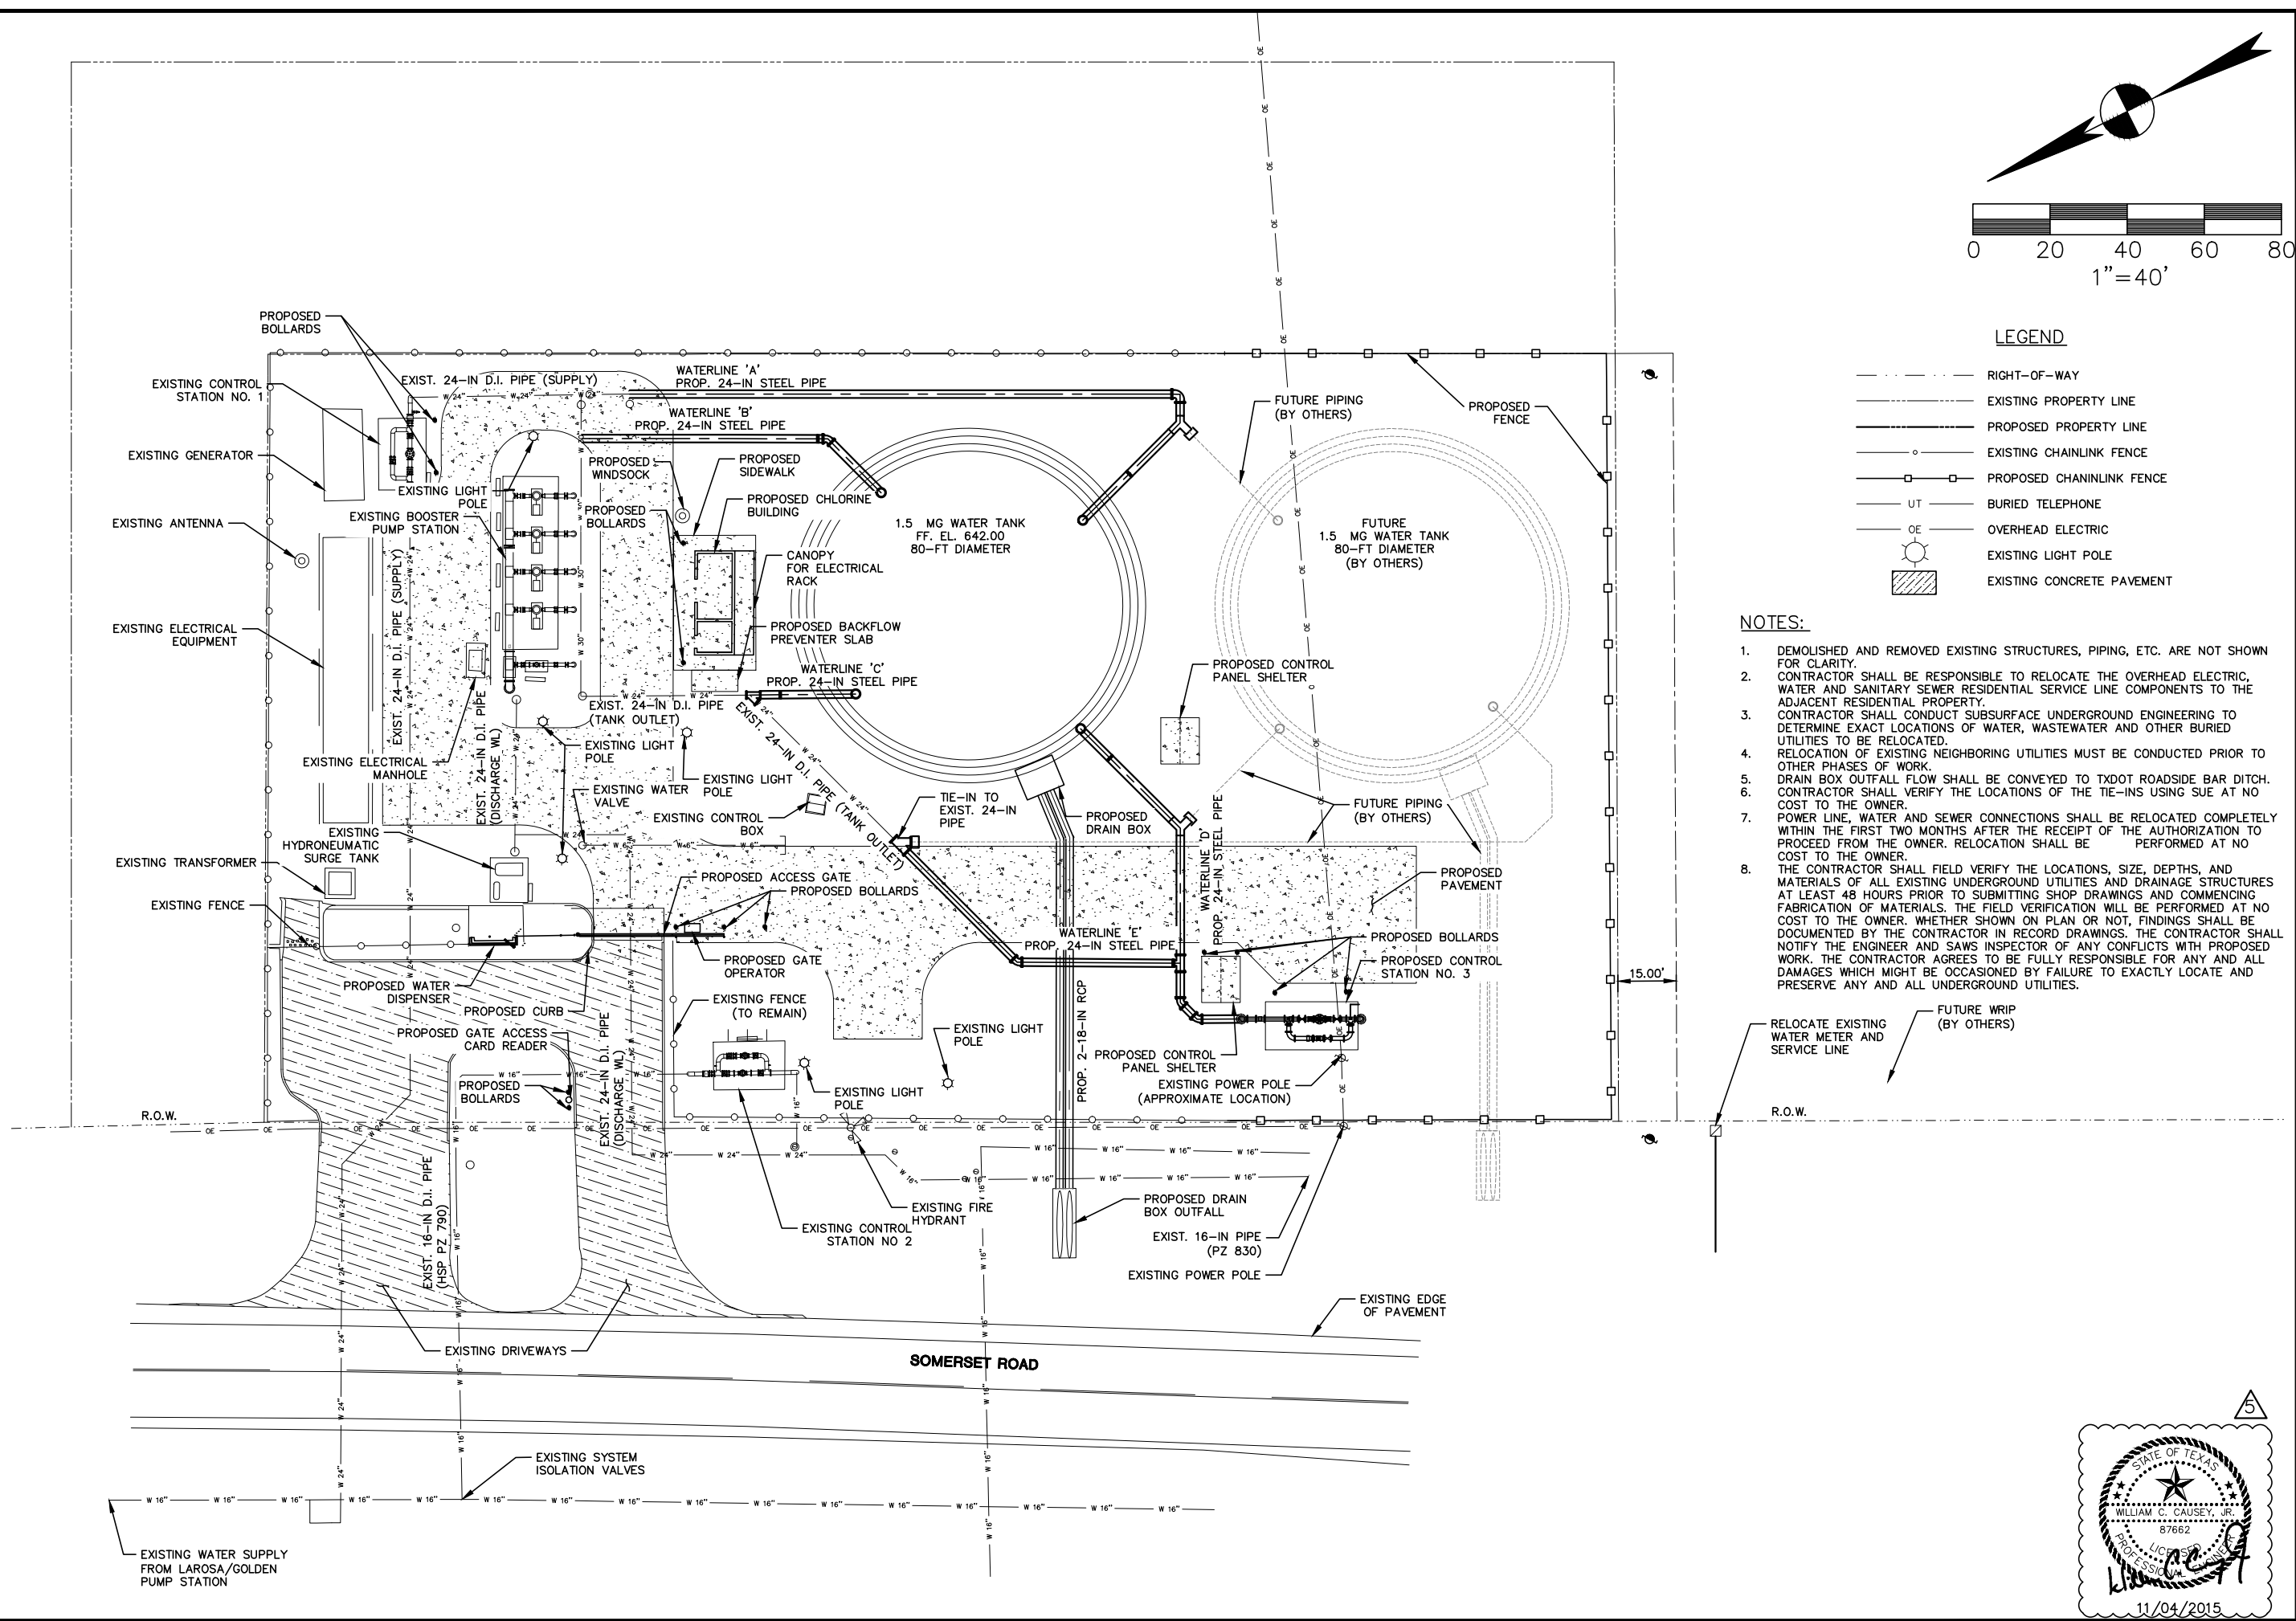 0 20 40 60 80
1"=40'
LEGEND
RIGHT-OF-WAY
EXISTING PROPERTY LINE
PROPOSED PROPERTY LINE
EXISTING CHAINLINK FENCE
PROPOSED CHANINLINK FENCE
UT
BURIED TELEPHONE
OE
OVERHEAD ELECTRIC
EXISTING LIGHT POLE
EXISTING CONCRETE PAVEMENT
NOTES:
1. DEMOLISHED AND REMOVED EXISTING STRUCTURES, PIPING, ETC. ARE NOT SHOWN
FOR CLARITY.
2. CONTRACTOR SHALL BE RESPONSIBLE TO RELOCATE THE OVERHEAD ELECTRIC,
WATER AND SANITARY SEWER RESIDENTIAL SERVICE LINE COMPONENTS TO THE
ADJACENT RESIDENTIAL PROPERTY.
3. CONTRACTOR SHALL CONDUCT SUBSURFACE UNDERGROUND ENGINEERING TO
DETERMINE EXACT LOCATIONS OF WATER, WASTEWATER AND OTHER BURIED
UTILITIES TO BE RELOCATED.
4. RELOCATION OF EXISTING NEIGHBORING UTILITIES MUST BE CONDUCTED PRIOR TO
OTHER PHASES OF WORK.
5. DRAIN BOX OUTFALL FLOW SHALL BE CONVEYED TO TXDOT ROADSIDE BAR DITCH.
6. CONTRACTOR SHALL VERIFY THE LOCATIONS OF THE TIE-INS USING SUE AT NO
COST TO THE OWNER.
7. POWER LINE, WATER AND SEWER CONNECTIONS SHALL BE RELOCATED COMPLETELY
WITHIN THE FIRST TWO MONTHS AFTER THE RECEIPT OF THE AUTHORIZATION TO
PROCEED FROM THE OWNER. RELOCATION SHALL BE PERFORMED AT NO
COST TO THE OWNER.
8. THE CONTRACTOR SHALL FIELD VERIFY THE LOCATIONS, SIZE, DEPTHS, AND
MATERIALS OF ALL EXISTING UNDERGROUND UTILITIES AND DRAINAGE STRUCTURES
AT LEAST 48 HOURS PRIOR TO SUBMITTING SHOP DRAWINGS AND COMMENCING
FABRICATION OF MATERIALS. THE FIELD VERIFICATION WILL BE PERFORMED AT NO
COST TO THE OWNER. WHETHER SHOWN ON PLAN OR NOT, FINDINGS SHALL BE
DOCUMENTED BY THE CONTRACTOR IN RECORD DRAWINGS. THE CONTRACTOR SHALL
NOTIFY THE ENGINEER AND SAWS INSPECTOR OF ANY CONFLICTS WITH PROPOSED
WORK. THE CONTRACTOR AGREES TO BE FULLY RESPONSIBLE FOR ANY AND ALL
DAMAGES WHICH MIGHT BE OCCASIONED BY FAILURE TO EXACTLY LOCATE AND
PRESERVE ANY AND ALL UNDERGROUND UTILITIES.
PROPOSED
BOLLARDS
EXISTING CONTROL
STATION NO. 1
EXISTING GENERATOR
EXISTING ANTENNA
EXISTING ELECTRICAL
EQUIPMENT
EXIST. 24-IN D.I. PIPE (SUPPLY)
WATERLINE 'A'
PROP. 24-IN STEEL PIPE
WATERLINE 'B'
PROP. 24-IN STEEL PIPE
EXISTING LIGHT
POLE
EXISTING BOOSTER
PUMP STATION
PROPOSED
WINDSOCK
PROPOSED
SIDEWALK
PROPOSED
BOLLARDS
PROPOSED CHLORINE
BUILDING
CANOPY
FOR ELECTRICAL
RACK
PROPOSED BACKFLOW
PREVENTER SLAB
WATERLINE 'C'
PROP. 24-IN STEEL PIPE
1.5 MG WATER TANK
FF. EL. 642.00
80-FT DIAMETER
FUTURE PIPING
(BY OTHERS)
PROPOSED
FENCE
FUTURE
1.5 MG WATER TANK
80-FT DIAMETER
(BY OTHERS)
EXIST. 24-IN D.I. PIPE (SUPPLY)
EXIST. 24-IN D.I. PIPE
(DISCHARGE WL)
EXIST. 24-IN D.I. PIPE
(TANK OUTLET)
EXIST. 24-IN D.I. PIPE (TANK OUTLET)
EXISTING LIGHT
POLE
EXISTING ELECTRICAL
MANHOLE
EXISTING WATER
VALVE
EXISTING LIGHT
POLE
EXISTING CONTROL
BOX
EXISTING
HYDRONEUMATIC
SURGE TANK
EXISTING TRANSFORMER
EXISTING FENCE
TIE-IN TO
EXIST. 24-IN
PIPE
PROPOSED
DRAIN BOX
PROPOSED CONTROL
PANEL SHELTER
FUTURE PIPING
(BY OTHERS)
WATERLINE 'D'
PROP. 24-IN STEEL PIPE
PROPOSED
PAVEMENT
PROPOSED ACCESS GATE
PROPOSED BOLLARDS
PROPOSED GATE
OPERATOR
WATERLINE 'E'
PROP. 24-IN STEEL PIPE
PROPOSED BOLLARDS
PROPOSED CONTROL
STATION NO. 3
15.00'
PROPOSED WATER
DISPENSER
PROPOSED CURB
PROPOSED GATE ACCESS
CARD READER
PROPOSED
BOLLARDS
EXISTING FENCE
(TO REMAIN)
EXIST. 24-IN D.I. PIPE
(DISCHARGE WL)
EXISTING LIGHT
POLE
EXISTING LIGHT
POLE
PROP. 2-18-IN RCP
PROPOSED CONTROL
PANEL SHELTER
EXISTING POWER POLE
(APPROXIMATE LOCATION)
RELOCATE EXISTING
WATER METER AND
SERVICE LINE
FUTURE WRIP
(BY OTHERS)
R.O.W.
R.O.W.
EXIST. 16-IN D.I. PIPE
(HSP PZ 790)
EXISTING CONTROL
STATION NO 2
EXISTING FIRE
HYDRANT
PROPOSED DRAIN
BOX OUTFALL
EXIST. 16-IN PIPE
(PZ 830)
EXISTING POWER POLE
EXISTING EDGE
OF PAVEMENT
EXISTING DRIVEWAYS
SOMERSET ROAD
EXISTING SYSTEM
ISOLATION VALVES
EXISTING WATER SUPPLY
FROM LAROSA/GOLDEN
PUMP STATION
5
STATE OF TEXAS
WILLIAM C. CAUSEY, JR.
87662
LICENSED
PROFESSIONAL ENGINEER
11/04/2015